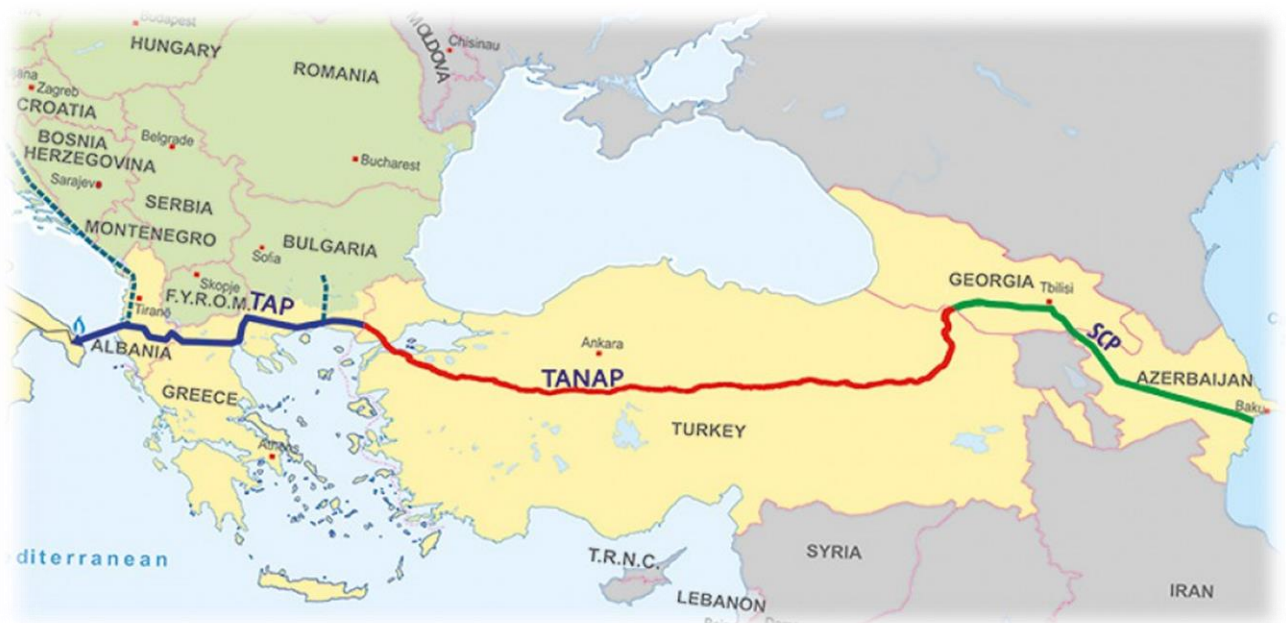 Budapest
HUNGARY
MOLDOVA
Chisinau
ROMANIA
Zagreb
CROATIA
BOSNIA
HERZEGOVINA
Belgrade
Bucharest
Sarajevo
SERBIA
MONTENEGRO
BULGARIA
Sofia
Skopje
F.Y.R.O.M.
TAP
GEORGIA
Tbilisi
Tiranë
SCP
ALBANIA
Ankara
TANAP
AZERBAIJAN
Baku
GREECE
TURKEY
Athens
diterranean
T.R.N.C.
SYRIA
LEBANON
IRAN